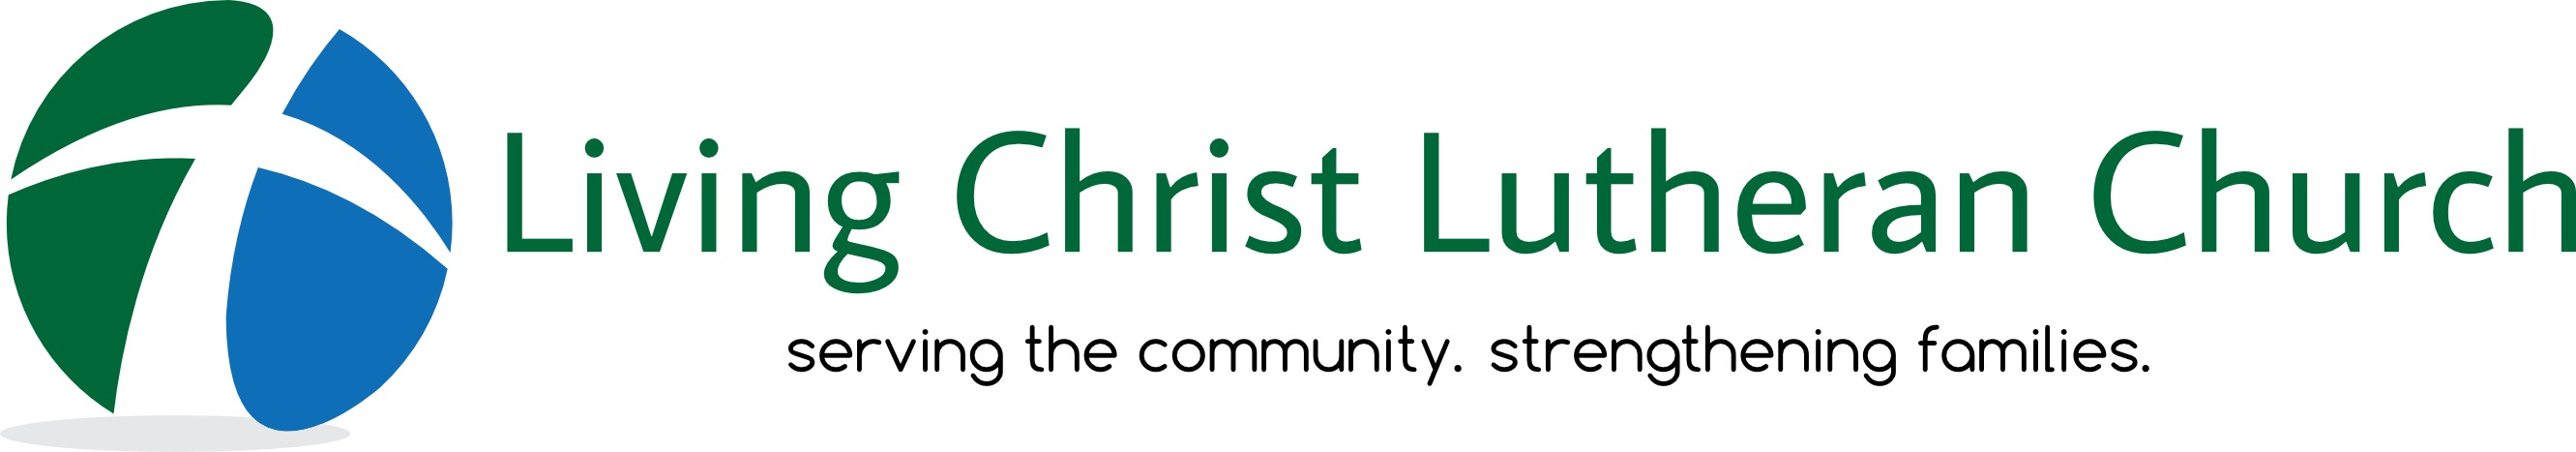 Living Christ Lutheran Church
serving the community. strengthening families.